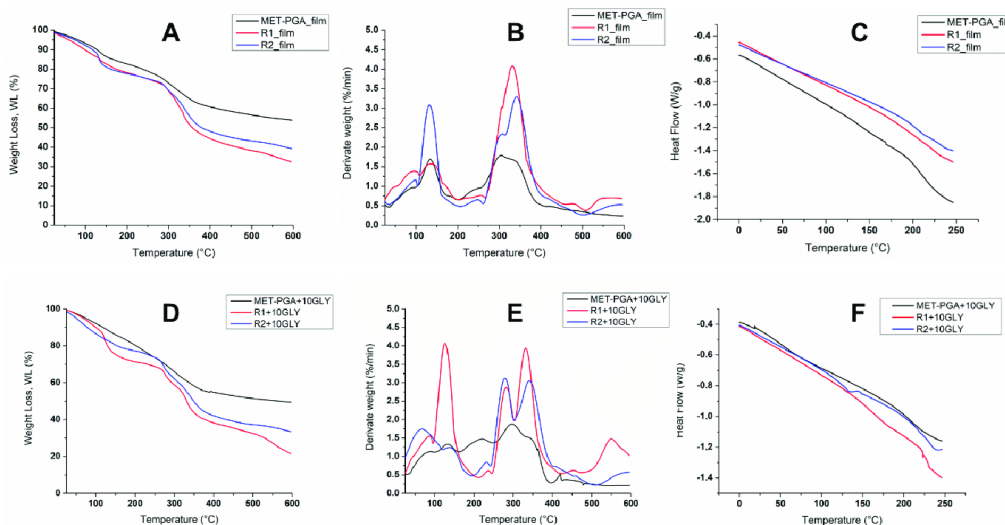 A
MET-PGA_film
R1_film
R2_film
Weight Loss, WL (%)
100
90
80
70
60
50
40
30
20
10
0
100 200 300 400 500 600
Temperature (°C)
B
MET-PGA_film
R1_film
R2_film
Derivate weight (%/min)
5.0
4.5
4.0
3.5
3.0
2.5
2.0
1.5
1.0
0.5
0.0
100 200 300 400 500 600
Temperature (°C)
C
MET-PGA_film
R1_film
R2_film
Heat Flow (W/g)
-0.4
-0.6
-0.8
-1.0
-1.2
-1.4
-1.6
-1.8
-2.0
0 50 100 150 200 250
Temperature (°C)
D
MET-PGA+10GLY
R1+10GLY
R2+10GLY
Weight Loss, WL (%)
100
80
60
40
20
0
0 100 200 300 400 500 600
Temperature (°C)
E
MET-PGA+10GLY
R1+10GLY
R2+10GLY
Derivate weight (%/min)
5.0
4.5
4.0
3.5
3.0
2.5
2.0
1.5
1.0
0.5
0.0
100 200 300 400 500 600
Temperature (°C)
F
MET-PGA+10GLY
R1+10GLY
R2+10GLY
Heat Flow (w/g)
-0.4
-0.6
-0.8
-1.0
-1.2
-1.4
0 50 100 150 200 250
Temperature (°C)